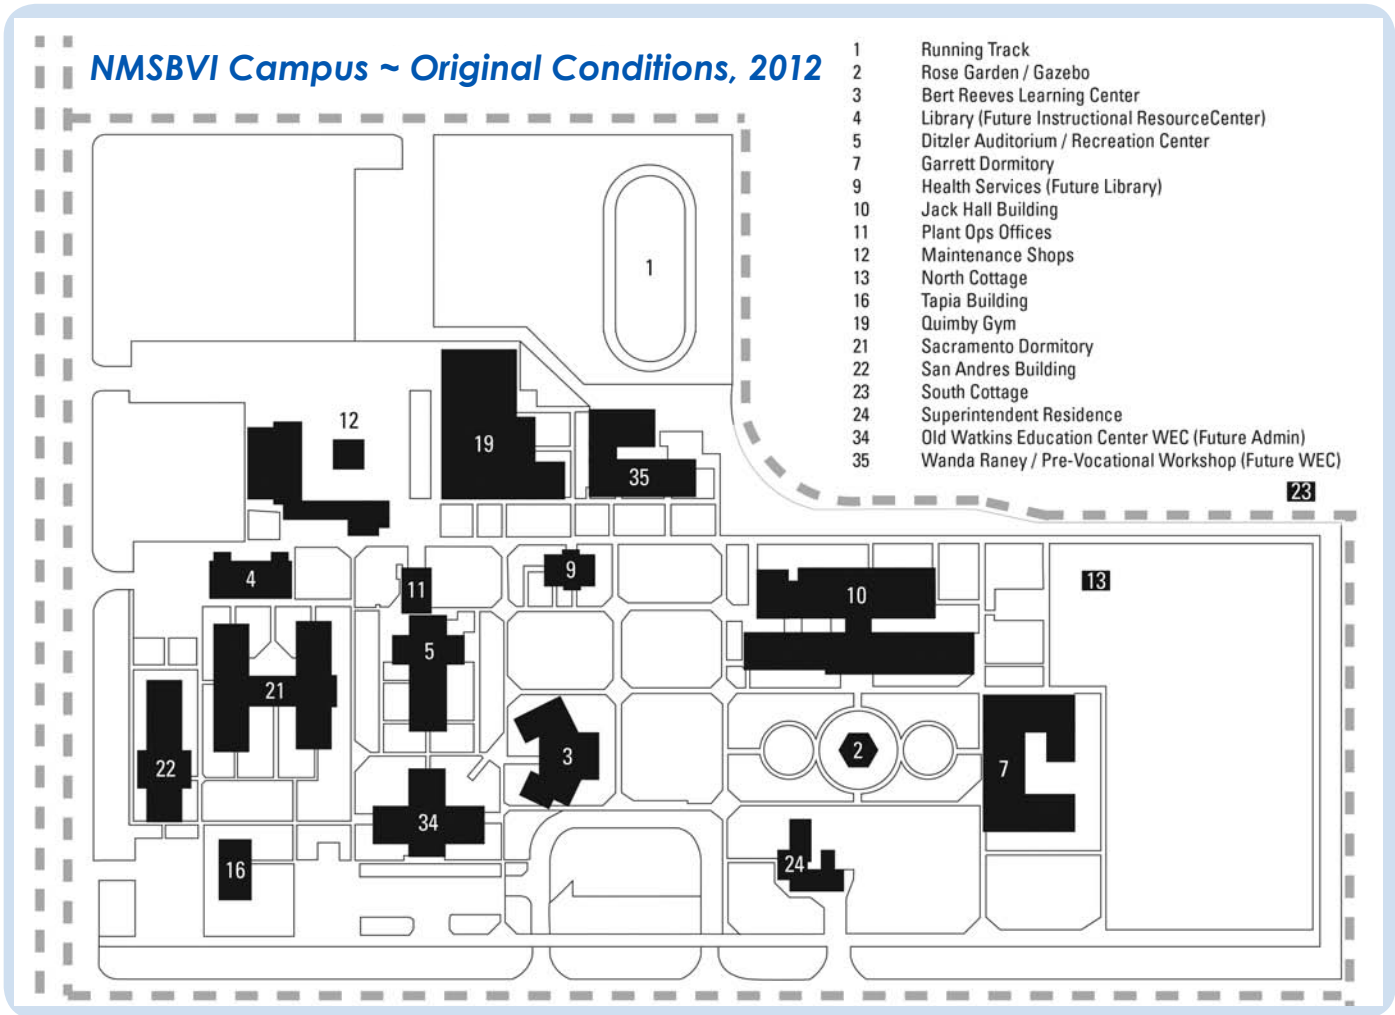 NMSBVI Campus ~ Original Conditions, 2012
1 Running Track
2 Rose Garden / Gazebo
3 Bert Reeves Learning Center
4 Library (Future Instructional ResourceCenter)
5 Ditzler Auditorium / Recreation Center
7 Garrett Dormitory
9 Health Services (Future Library)
10 Jack Hall Building
11 Plant Ops Offices
12 Maintenance Shops
13 North Cottage
16 Tapia Building
19 Quimby Gym
21 Sacramento Dormitory
22 San Andres Building
23 South Cottage
24 Superintendent Residence
34 Old Watkins Education Center WEC (Future Admin)
35 Wanda Raney / Pre-Vocational Workshop (Future WEC)
1
12
19
35
23
4
11
9
10
13
5
21
22
3
2
7
34
16
24